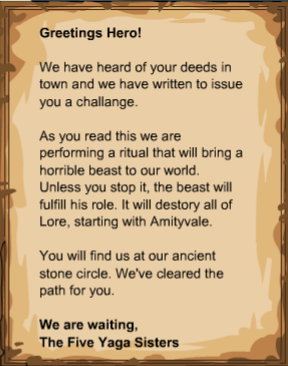 Greetings Hero!
We have heard of your deeds in
town and we have written to issue
you a challange.
As you read this we are
performing a ritual that will bring a
horrible beast to our world.
Unless you stop it, the beast will
fulfill his role. It will destory all of
Lore, starting with Amityvale.
You will find us at our ancient
stone circle. We've cleared the
path for you.
We are waiting,
The Five Yaga Sisters